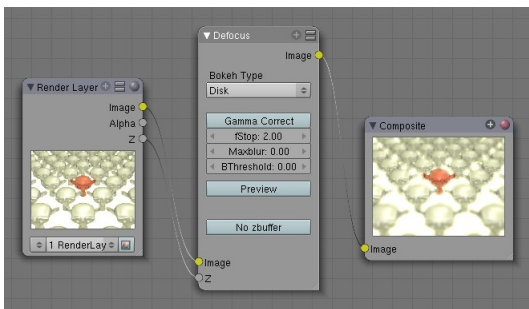 Render Layer
Image
Alpha
Z
1 RenderLay
Defocus
Image
Bokeh Type
Disk
Gamma Correct
fStop: 2.00
Maxblur: 0.00
BThreshold: 0.00
Preview
No zbuffer
Image
Z
Composite
Image